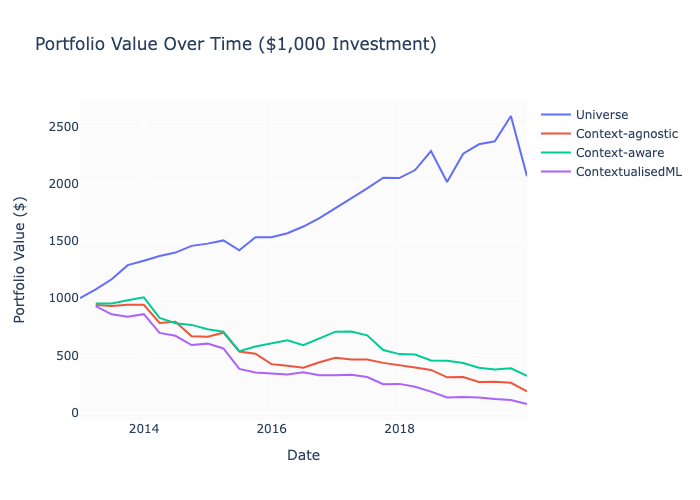 Portfolio Value Over Time ($1,000 Investment)
Universe
Context-agnostic
Context-aware
ContextualisedML
2500
2000
1500
1000
500
0
Portfolio Value ($)
2014
2016
2018
Date